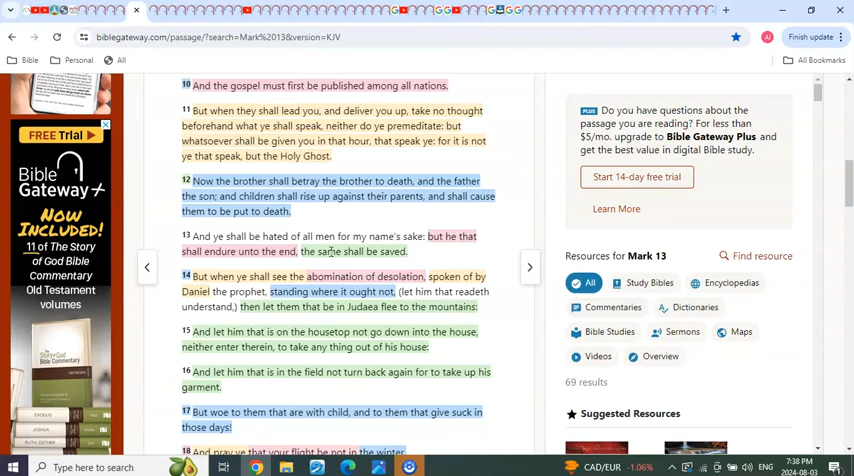 biblegateway.com/passage/?search=Mark%2013&version=KJV
AI
Finish update
Bible
Personal
All
All Bookmarks
10 And the gospel must first be published among all nations.
11 But when they shall lead you, and deliver you up, take no thought
beforehand what ye shall speak, neither do ye premeditate: but
whatsoever shall be given you in that hour, that speak ye: for it is not
ye that speak, but the Holy Ghost.
12 Now the brother shall betray the brother to death, and the father
the son; and children shall rise up against their parents, and shall cause
them to be put to death.
13 And ye shall be hated of all men for my name's sake: but he that
shall endure unto the end, the same shall be saved.
14 But when ye shall see the abomination of desolation, spoken of by
Daniel the prophet, standing where it ought not, (let him that readeth
understand,) then let them that be in Judaea flee to the mountains:
15 And let him that is on the housetop not go down into the house,
neither enter therein, to take any thing out of his house:
16 And let him that is in the field not turn back again for to take up his
garment.
17 But woe to them that are with child, and to them that give suck in
those days!
18 And pray ye that your flight be not in the winter.
FREE Trial
Bible
Gateway+
NOW
INCLUDED!
11 of The Story
of God Bible
Commentary
Old Testament
volumes
EXODUS
JOSHUA
RUTH, ESTHER
PLUS Do you have questions about the
passage you are reading? For less than
$5/mo. upgrade to Bible Gateway Plus and
get the best value in digital Bible study.
Start 14-day free trial
Learn More
Resources for Mark 13
Find resource
All
Study Bibles
Encyclopedias
Commentaries
Dictionaries
Bible Studies
Sermons
Maps
Videos
Overview
69 results
Suggested Resources
Type here to search
CAD/EUR -1.06%
7:38 PM
2024-08-03